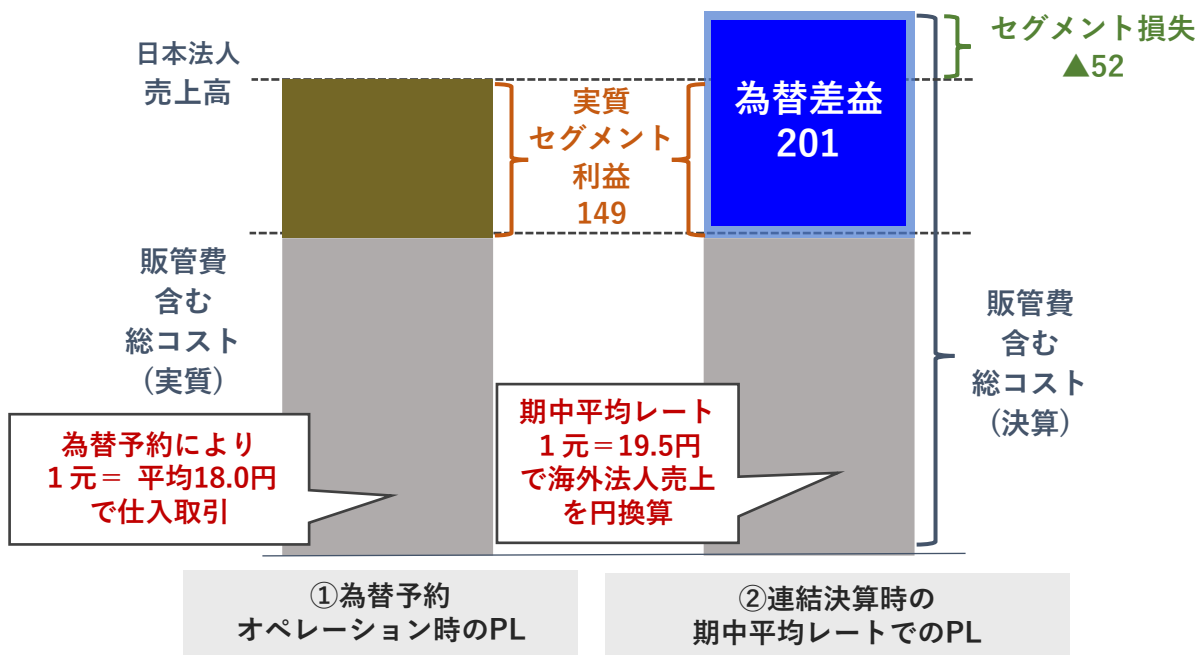 日本法人
売上高
実質
セグメント
利益
149
為替差益
201
セグメント損失
▲52
販管費
含む
総コスト
(実質)
為替予約により
1元＝ 平均18.0円
で仕入取引
期中平均レート
1元＝19.5円
で海外法人売上
を円換算
販管費
含む
総コスト
(決算)
①為替予約
オペレーション時のPL
②連結決算時の
期中平均レートでのPL